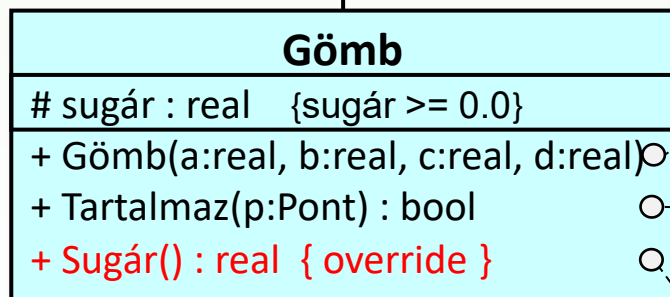 Gömb
# sugár : real {sugár >= 0.0}
+ Gömb(a:real, b:real, c:real, d:real)
+ Tartalmaz(p:Pont) : bool
+ Sugár() : real { override }